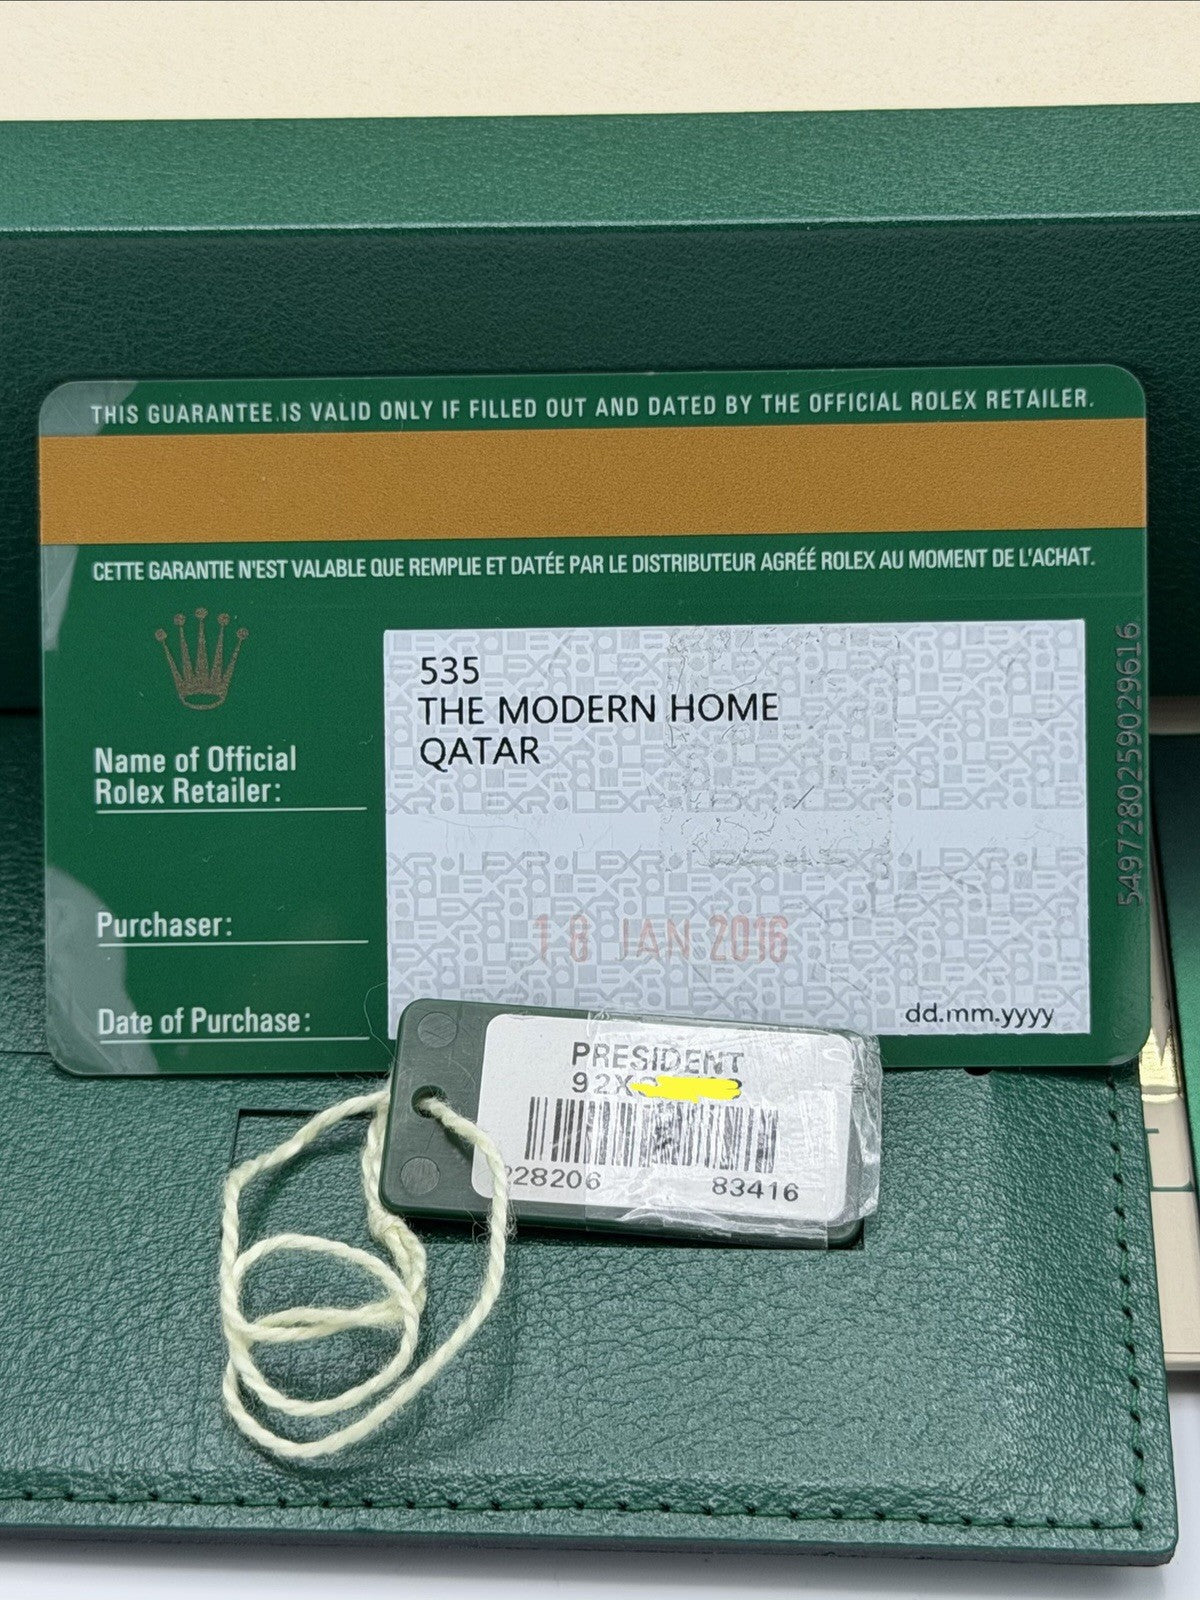 THIS GUARANTEE IS VALID ONLY IF FILLED OUT AND DATED BY THE OFFICIAL ROLEX RETAILER.
CETTE GARANTIE N'EST VALABLE QUE REMPLIE ET DATÉE PAR LE DISTRIBUTEUR AGRÉÉ ROLEX AU MOMENT DE L'ACHAT.
535
THE MODERN HOME
QATAR
Name of Official
Rolex Retailer:
Purchaser:
18 JAN 2016
Date of Purchase:
dd.mm.yyyy
5497280259029616
PRESIDENT
92X
228206 83416